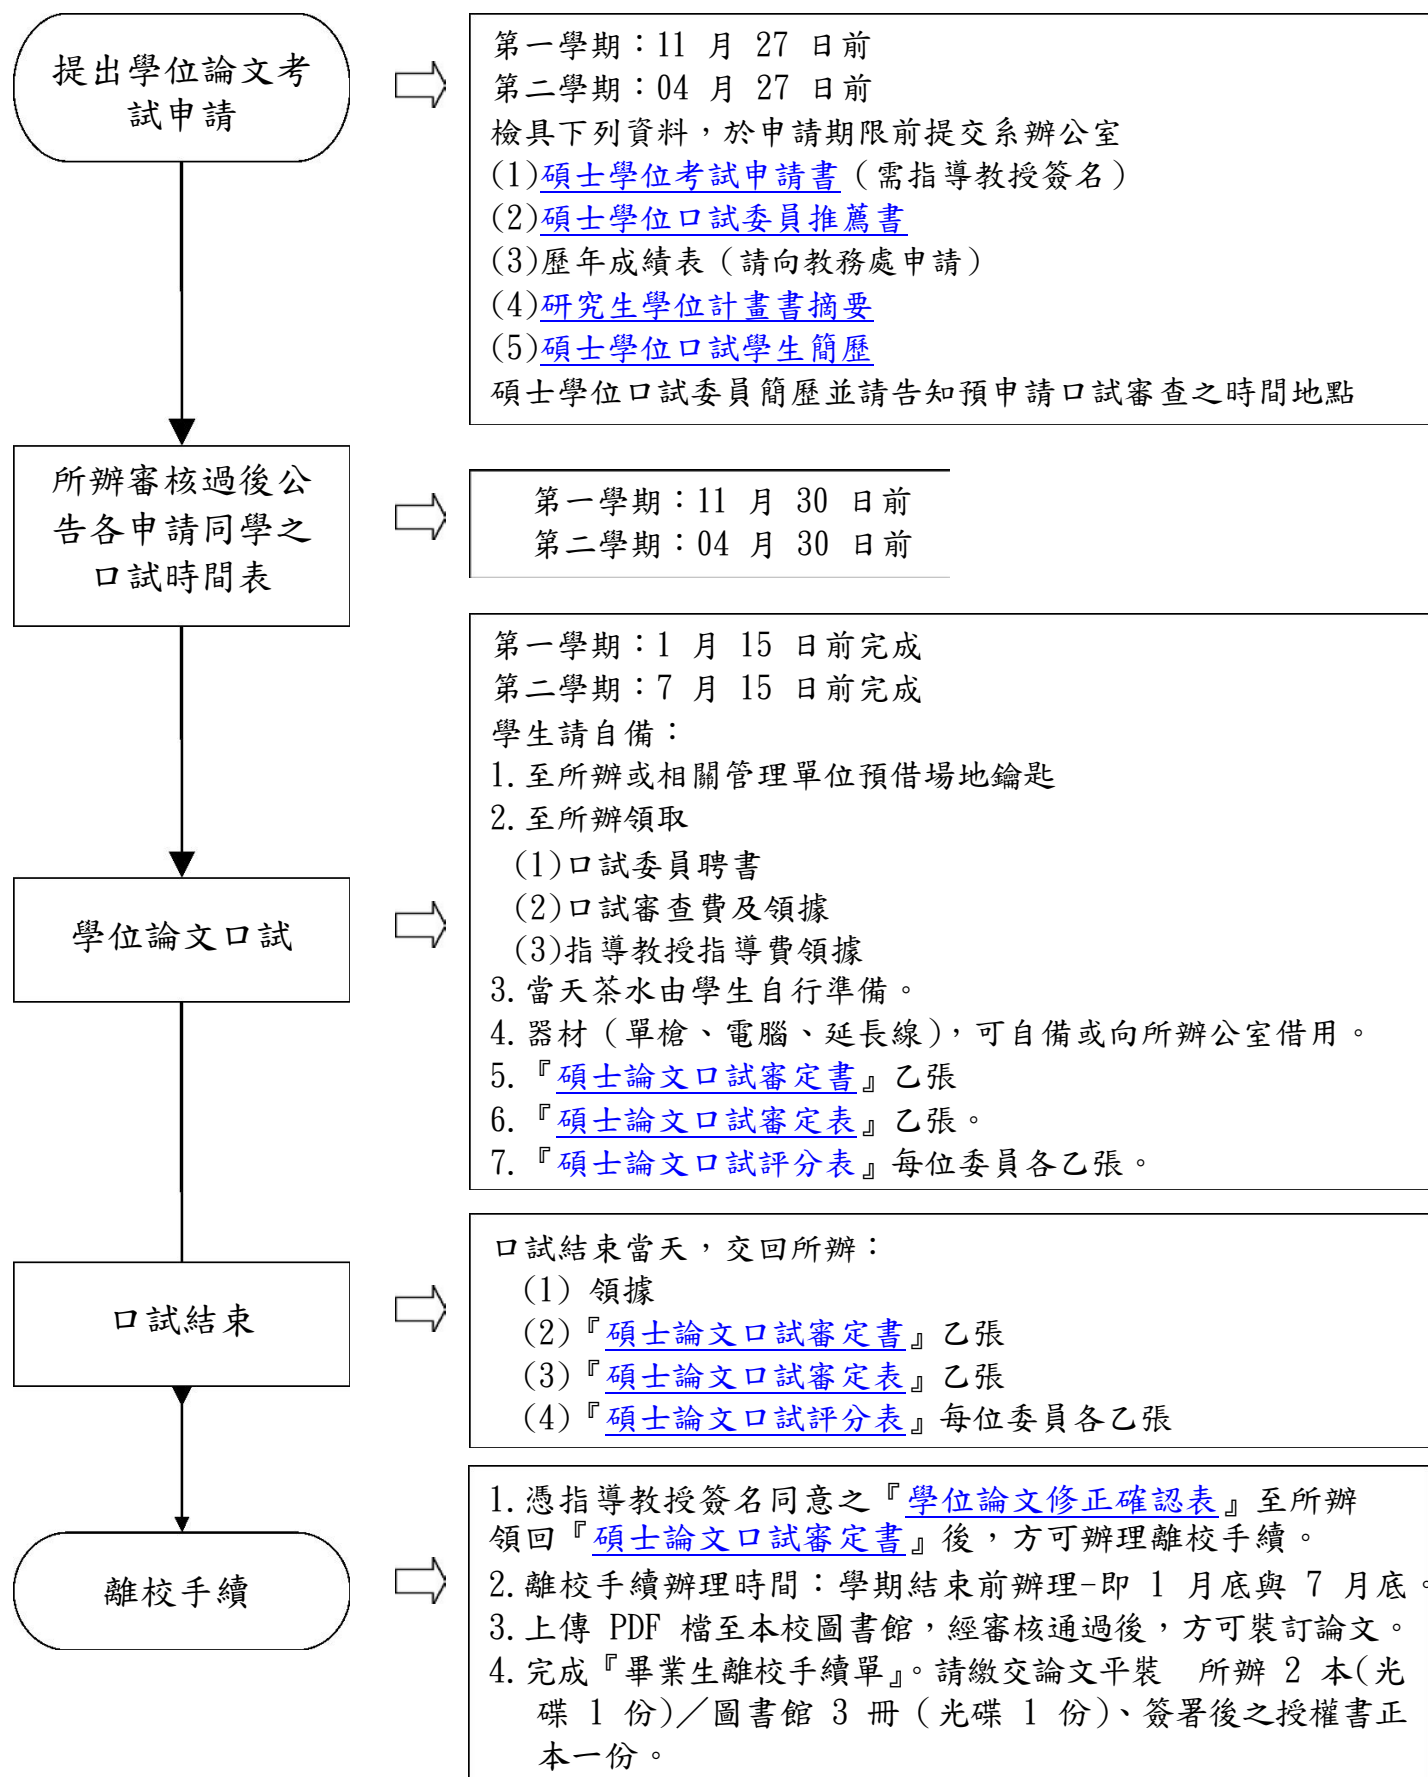 提出學位論文考
試申請
第一學期：11 月 27 日前
第二學期：04 月 27 日前
檢具下列資料，於申請期限前提交系辦公室
(1)碩士學位考試申請書（需指導教授簽名）
(2)碩士學位口試委員推薦書
(3)歷年成績表（請向教務處申請）
(4)研究生學位計畫書摘要
(5)碩士學位口試學生簡歷
碩士學位口試委員簡歷並請告知預申請口試審查之時間地點
所辦審核過後公
告各申請同學之
口試時間表
第一學期：11 月 30 日前
第二學期：04 月 30 日前
學位論文口試
第一學期：1 月 15 日前完成
第二學期：7 月 15 日前完成
學生請自備：
1.至所辦或相關管理單位預借場地鑰匙
2.至所辦領取
(1)口試委員聘書
(2)口試審查費及領據
(3)指導教授指導費領據
3.當天茶水由學生自行準備。
4.器材（單槍、電腦、延長線），可自備或向所辦公室借用。
5.『碩士論文口試審定書』乙張
6.『碩士論文口試審定表』乙張。
7.『碩士論文口試評分表』每位委員各乙張。
口試結束
口試結束當天，交回所辦：
(1) 領據
(2)『碩士論文口試審定書』乙張
(3)『碩士論文口試審定表』乙張
(4)『碩士論文口試評分表』每位委員各乙張
離校手續
1.憑指導教授簽名同意之『學位論文修正確認表』至所辦
領回『碩士論文口試審定書』後，方可辦理離校手續。
2.離校手續辦理時間：學期結束前辦理-即 1 月底與 7 月底。
3.上傳 PDF 檔至本校圖書館，經審核通過後，方可裝訂論文。
4.完成『畢業生離校手續單』。請繳交論文平裝 所辦 2 本(光
碟 1 份)／圖書館 3 冊（光碟 1 份）、簽署後之授權書正
本一份。